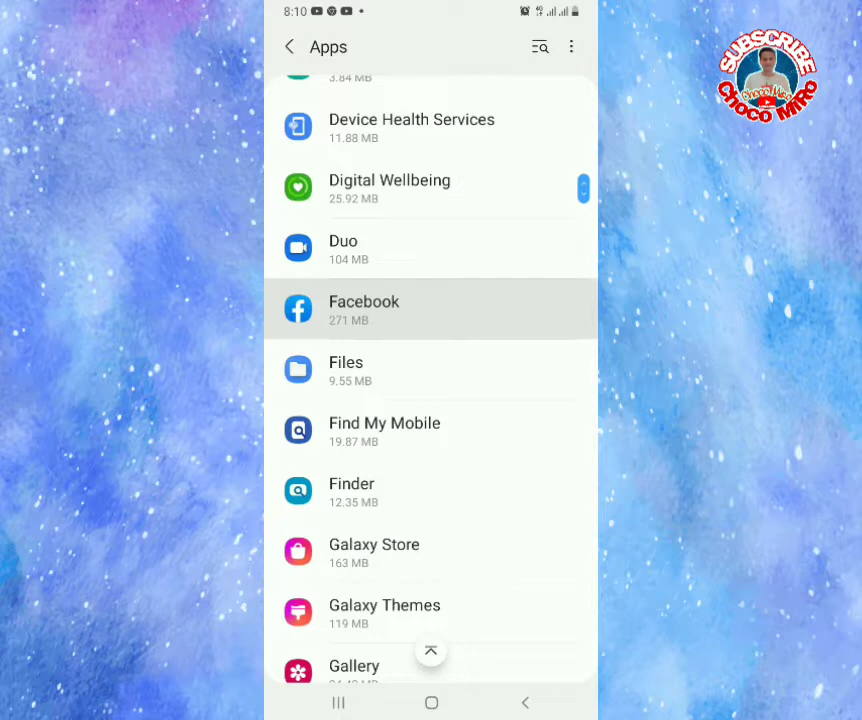 8:10
Apps
SUBSCRIBE
Choco MiRo
3.84 MB
Device Health Services
11.88 MB
Digital Wellbeing
25.92 MB
Duo
104 MB
Facebook
271 MB
Files
9.55 MB
Find My Mobile
19.87 MB
Finder
12.35 MB
Galaxy Store
163 MB
Galaxy Themes
119 MB
Gallery